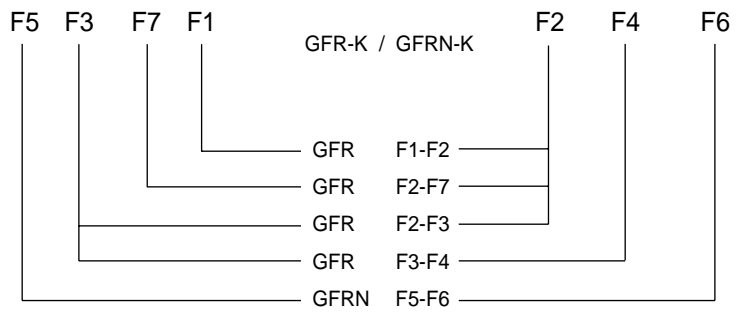 F5 F3 F7 F1 F2 F4 F6
GFR-K / GFRN-K
GFR F1-F2
GFR F2-F7
GFR F2-F3
GFR F3-F4
GFRN F5-F6